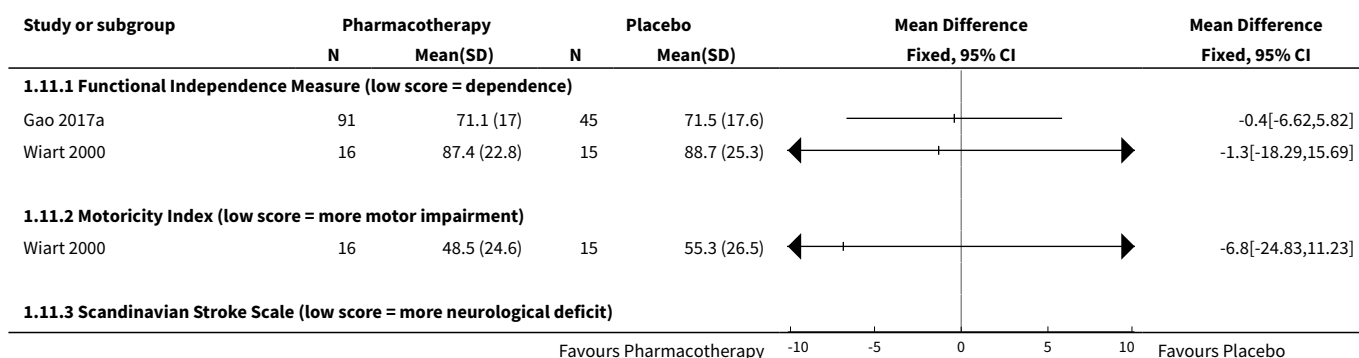 Study or subgroup Pharmacotherapy Placebo Mean Difference Mean Difference
N Mean(SD) N Mean(SD) Fixed, 95% CI Fixed, 95% CI
1.11.1 Functional Independence Measure (low score = dependence)
Gao 2017a 91 71.1 (17) 45 71.5 (17.6) -0.4[-6.62,5.82]
Wiart 2000 16 87.4 (22.8) 15 88.7 (25.3) -1.3[-18.29,15.69]
1.11.2 Motoricity Index (low score = more motor impairment)
Wiart 2000 16 48.5 (24.6) 15 55.3 (26.5) -6.8[-24.83,11.23]
1.11.3 Scandinavian Stroke Scale (low score = more neurological deficit)
Favours Pharmacotherapy -10 -5 0 5 10 Favours Placebo